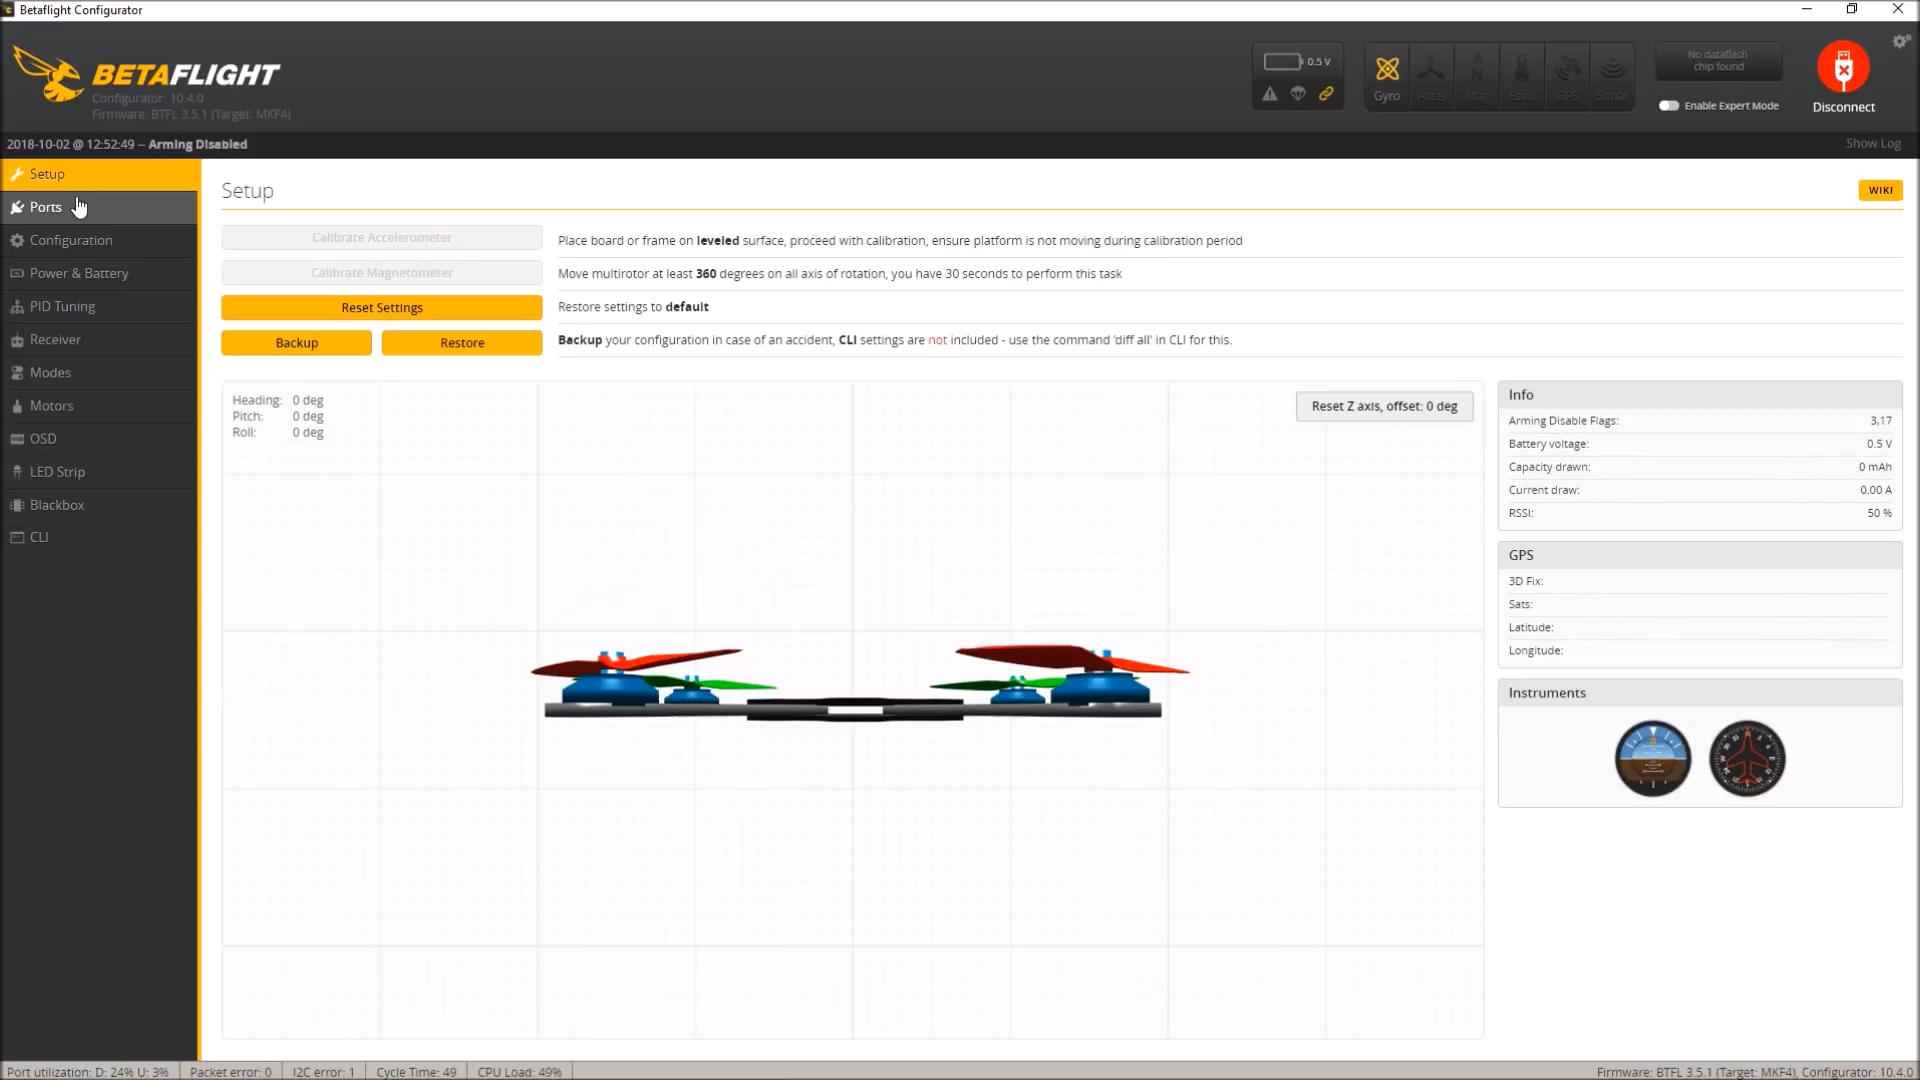 Betaflight Configurator
BETAFLIGHT
Configurator: 10.4.0
Firmware: BTFL 3.5.1 (Target: MKF4)
0.5 V
Gyro
Accel
Mag
Baro
GPS
Sonar
No dataflash
chip found
Enable Expert Mode
Disconnect
2018-10-02 @ 12:52:49 -- Arming Disabled
Show Log
Setup
Ports
Configuration
Power & Battery
PID Tuning
Receiver
Modes
Motors
OSD
LED Strip
Blackbox
CLI
Setup
WIKI
Calibrate Accelerometer
Place board or frame on leveled surface, proceed with calibration, ensure platform is not moving during calibration period
Calibrate Magnetometer
Move multirotor at least 360 degrees on all axis of rotation, you have 30 seconds to perform this task
Reset Settings
Restore settings to default
Backup
Restore
Backup your configuration in case of an accident, CLI settings are not included - use the command 'diff all' in CLI for this.
Heading: 0 deg
Pitch: 0 deg
Roll: 0 deg
Reset Z axis, offset: 0 deg
Info
Arming Disable Flags: 3,17
Battery voltage: 0.5 V
Capacity drawn: 0 mAh
Current draw: 0.00 A
RSSI: 50 %
GPS
3D Fix:
Sats:
Latitude:
Longitude:
Instruments
Port utilization: D: 24% U: 3%
Packet error: 0
I2C error: 1
Cycle Time: 49
CPU Load: 49%
Firmware: BTFL 3.5.1 (Target: MKF4), Configurator: 10.4.0